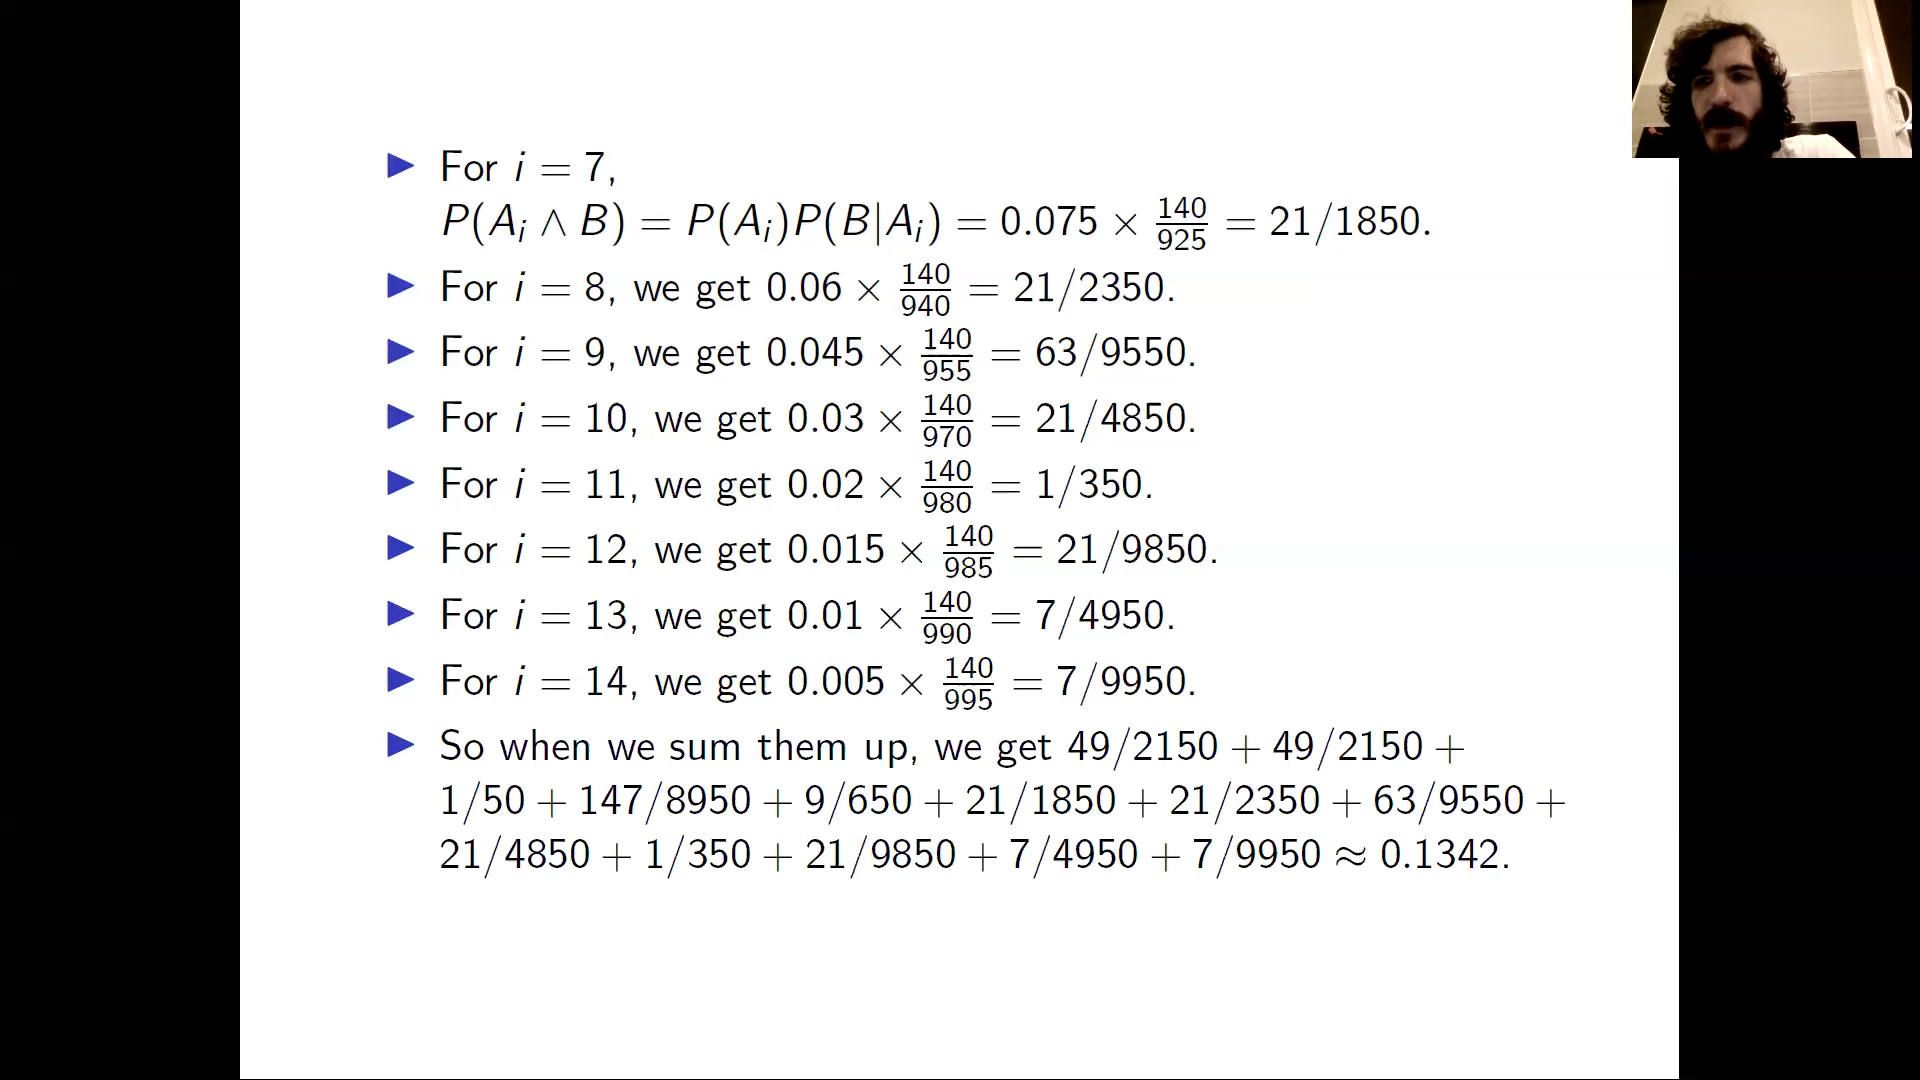 ▶ For i = 7,
P(Aᵢ ∧ B) = P(Aᵢ)P(B|Aᵢ) = 0.075 × 140/925 = 21/1850.
▶ For i = 8, we get 0.06 × 140/940 = 21/2350.
▶ For i = 9, we get 0.045 × 140/955 = 63/9550.
▶ For i = 10, we get 0.03 × 140/970 = 21/4850.
▶ For i = 11, we get 0.02 × 140/980 = 1/350.
▶ For i = 12, we get 0.015 × 140/985 = 21/9850.
▶ For i = 13, we get 0.01 × 140/990 = 7/4950.
▶ For i = 14, we get 0.005 × 140/995 = 7/9950.
▶ So when we sum them up, we get 49/2150 + 49/2150 +
1/50 + 147/8950 + 9/650 + 21/1850 + 21/2350 + 63/9550 +
21/4850 + 1/350 + 21/9850 + 7/4950 + 7/9950 ≈ 0.1342.